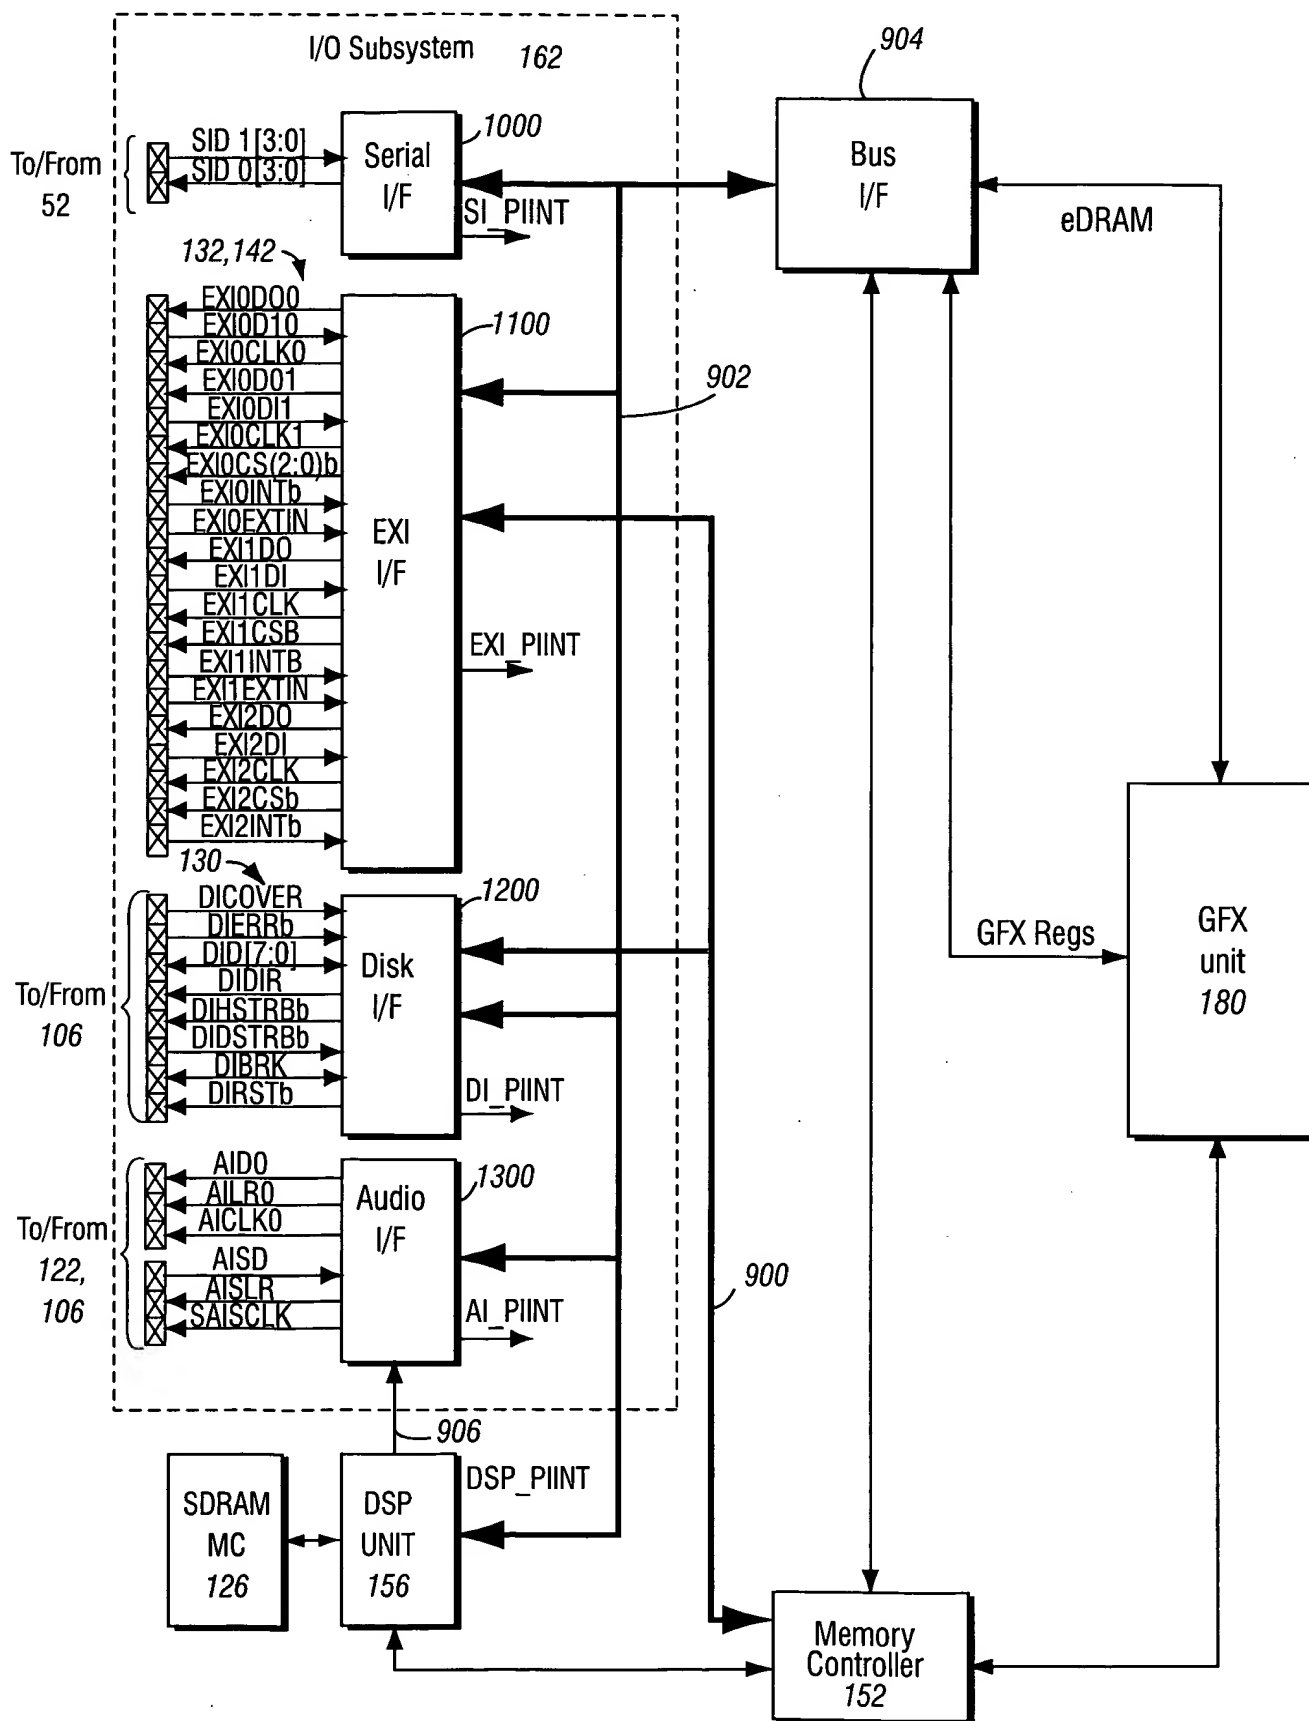 I/O Subsystem 162
904
Bus
I/F
1000
Serial
I/F
To/From
52
SID 1[3:0]
SID 0[3:0]
SI_PIINT
eDRAM
132,142
EXI0DO0
EXI0D10
EXI0CLK0
EXI0D01
EXI0DI1
EXI0CLK1
EXI0CS(2:0)b
EXI0INTb
EXI0EXTIN
EXI1DO
EXI1DI
EXI1CLK
EXI1CSB
EXI1INTB
EXI1EXTIN
EXI2DO
EXI2DI
EXI2CLK
EXI2CSb
EXI2INTb
1100
EXI
I/F
902
EXI_PIINT
130
DICOVER
DIERRb
DID[7:0]
DIDIR
DIHSTRBb
DIDSTRBb
DIBRK
DIRSTb
To/From
106
1200
Disk
I/F
DI_PIINT
GFX Regs
GFX
unit
180
AID0
AILR0
AICLK0
AISD
AISLR
SAISCLK
To/From
122,
106
1300
Audio
I/F
AI_PIINT
900
906
SDRAM
MC
126
DSP
UNIT
156
DSP_PIINT
Memory
Controller
152